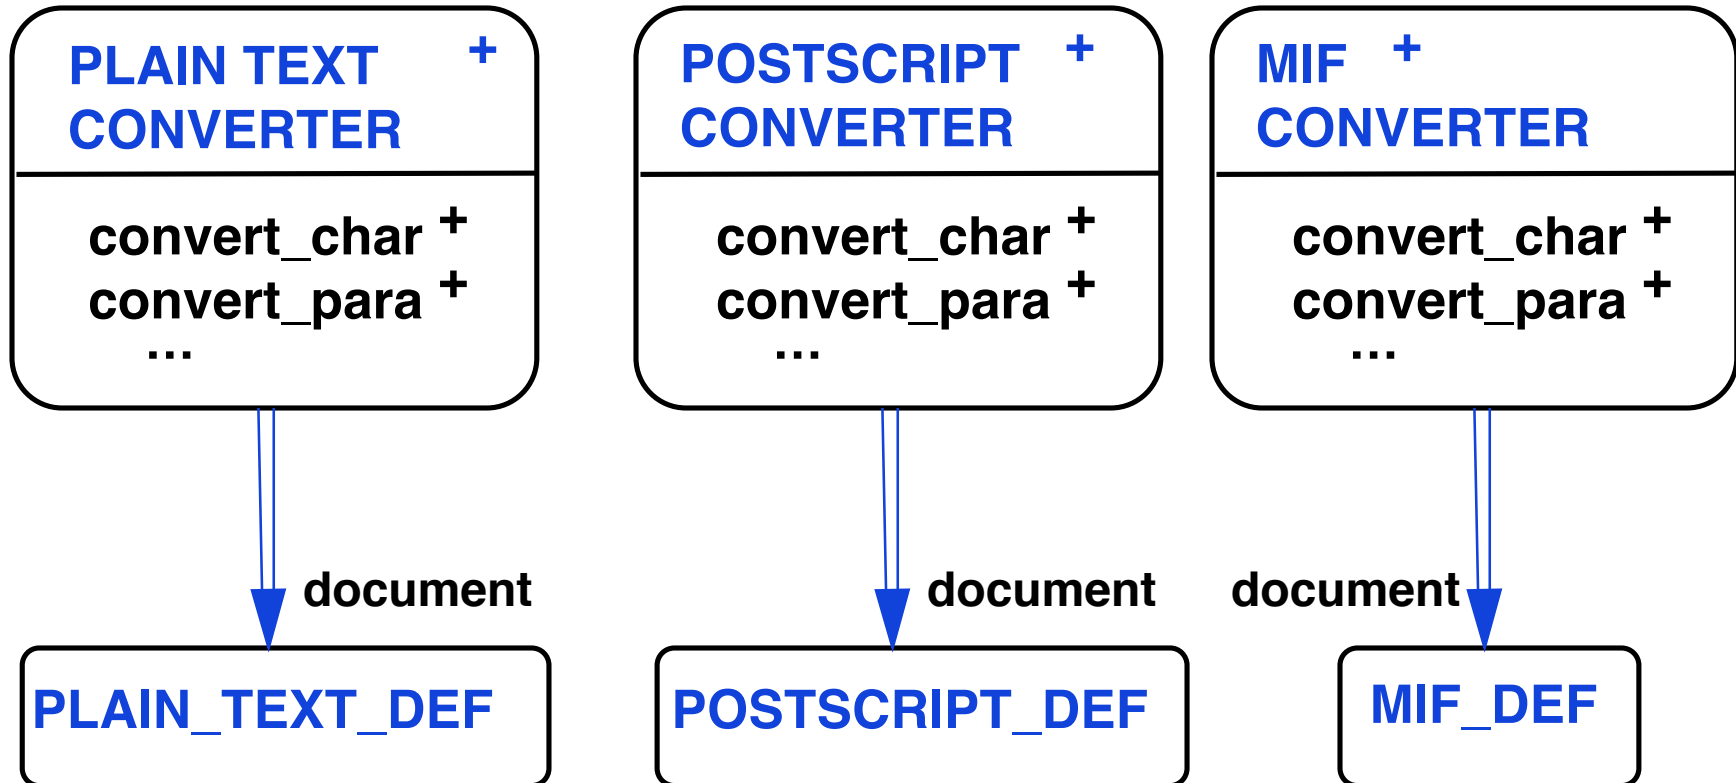 PLAIN TEXT +
CONVERTER
convert_char +
convert_para +
...
document
PLAIN_TEXT_DEF
POSTSCRIPT +
CONVERTER
convert_char +
convert_para +
...
document
POSTSCRIPT_DEF
MIF +
CONVERTER
convert_char +
convert_para +
...
document
MIF_DEF